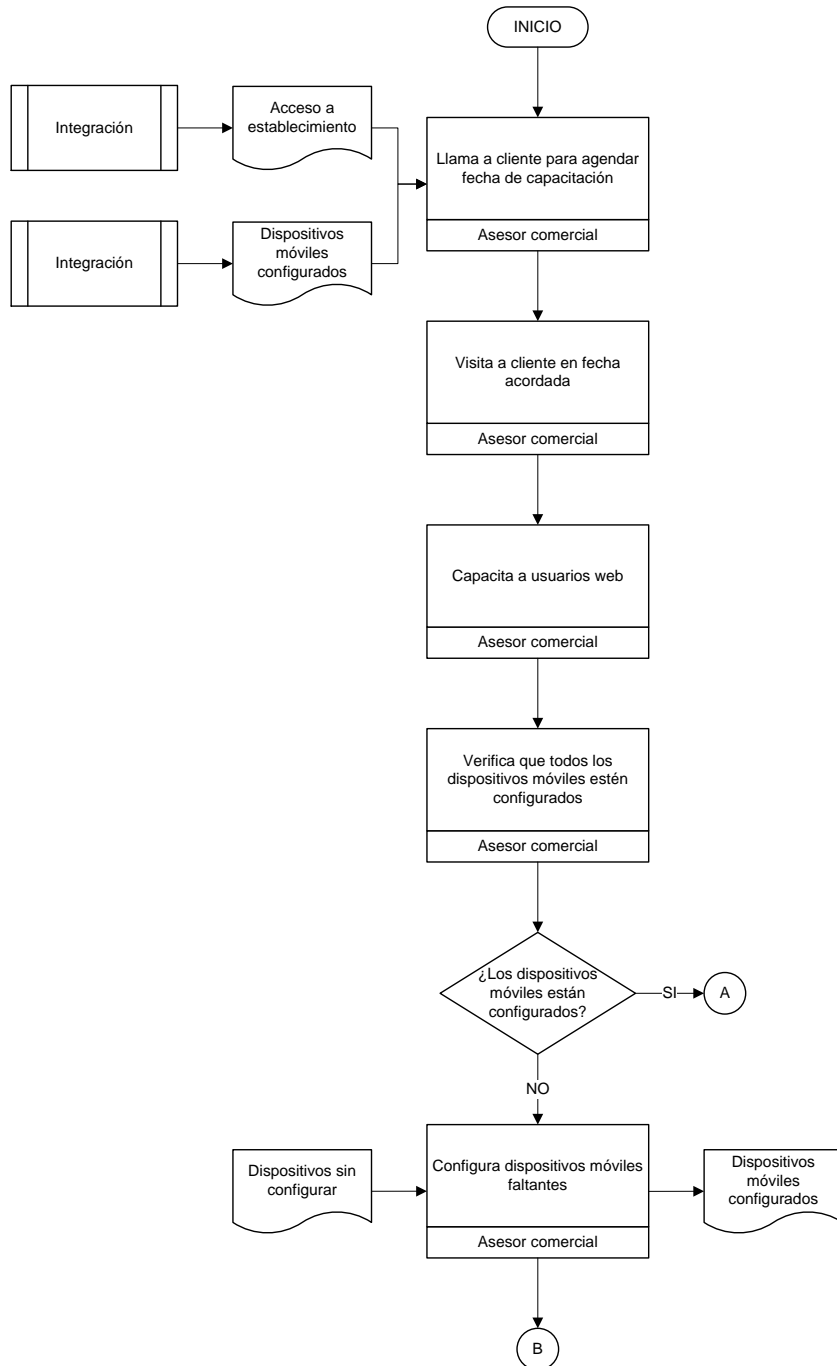 INICIO
Integración
Acceso a
establecimiento
Llama a cliente para agendar
fecha de capacitación
Asesor comercial
Integración
Dispositivos
móviles
configurados
Visita a cliente en fecha
acordada
Asesor comercial
Capacita a usuarios web
Asesor comercial
Verifica que todos los
dispositivos móviles estén
configurados
Asesor comercial
¿Los dispositivos
móviles están
configurados?
SI
A
NO
Dispositivos sin
configurar
Configura dispositivos móviles
faltantes
Asesor comercial
Dispositivos
móviles
configurados
B